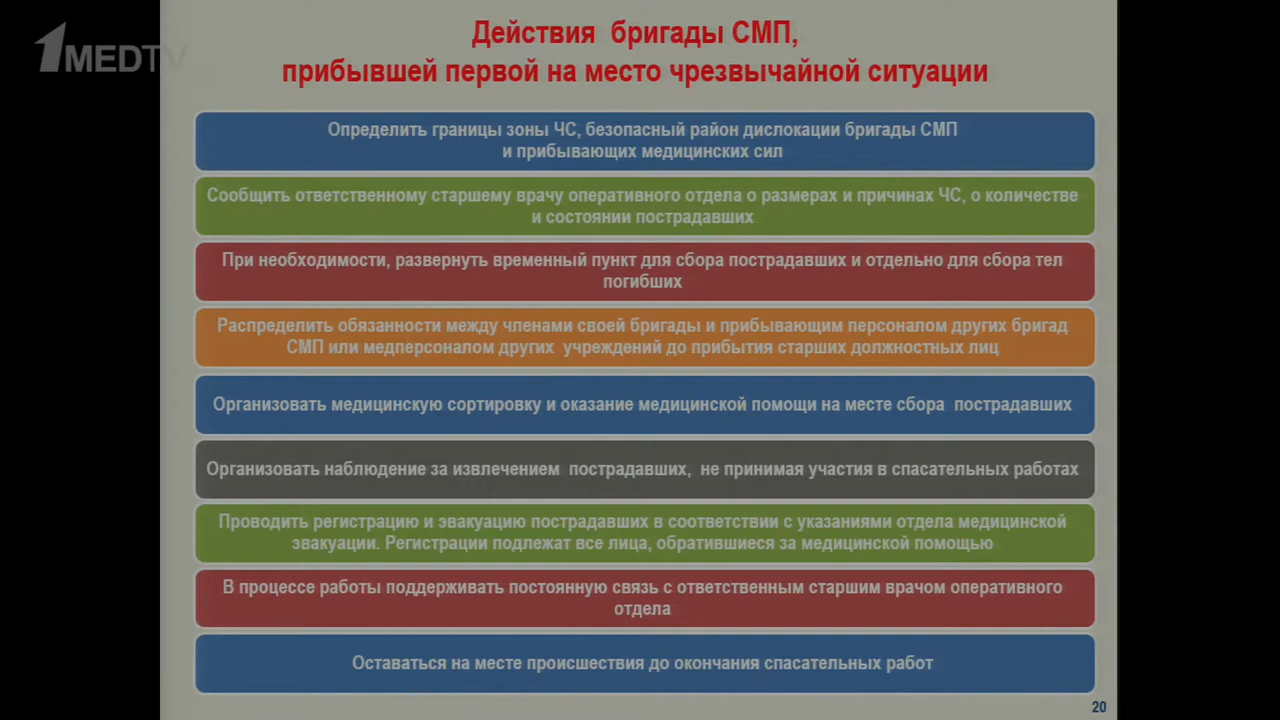 1MEDTV
Действия бригады СМП,
прибывшей первой на место чрезвычайной ситуации
Определить границы зоны ЧС, безопасный район дислокации бригады СМП
и прибывающих медицинских сил
Сообщить ответственному старшему врачу оперативного отдела о размерах и причинах ЧС, о количестве
и состоянии пострадавших
При необходимости, развернуть временный пункт для сбора пострадавших и отдельно для сбора тел
погибших
Распределить обязанности между членами своей бригады и прибывающим персоналом других бригад
СМП или медперсоналом других учреждений до прибытия старших должностных лиц
Организовать медицинскую сортировку и оказание медицинской помощи на месте сбора пострадавших
Организовать наблюдение за извлечением пострадавших, не принимая участия в спасательных работах
Проводить регистрацию и эвакуацию пострадавших в соответствии с указаниями отдела медицинской
эвакуации. Регистрации подлежат все лица, обратившиеся за медицинской помощью
В процессе работы поддерживать постоянную связь с ответственным старшим врачом оперативного
отдела
Оставаться на месте происшествия до окончания спасательных работ
20